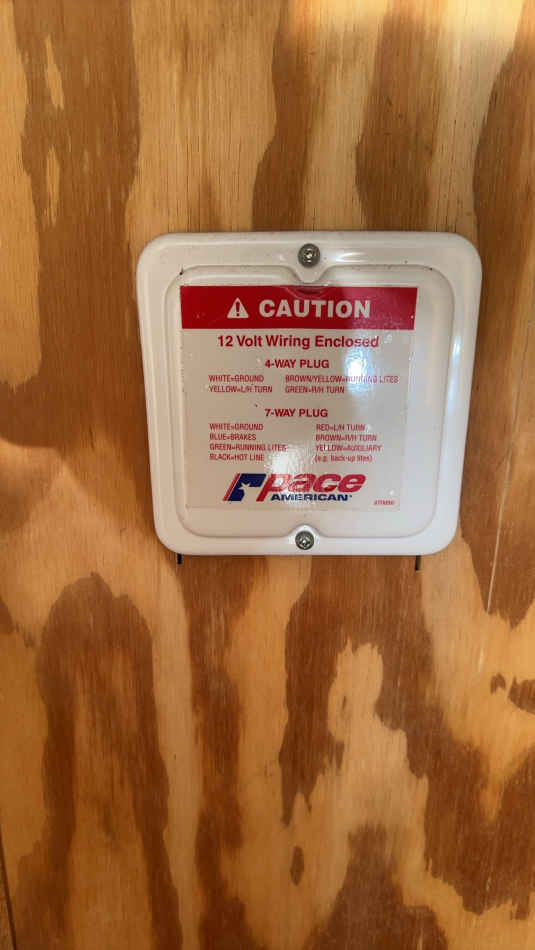 CAUTION
12 Volt Wiring Enclosed
4-WAY PLUG
WHITE=GROUND BROWN/YELLOW=RUNNING LITES
YELLOW=L/H TURN GREEN=R/H TURN
7-WAY PLUG
WHITE=GROUND RED=L/H TURN
BLUE=BRAKES BROWN=R/H TURN
GREEN=RUNNING LITES YELLOW=AUXILIARY
BLACK=HOT LINE (e.g. back-up lites)
pace
AMERICAN